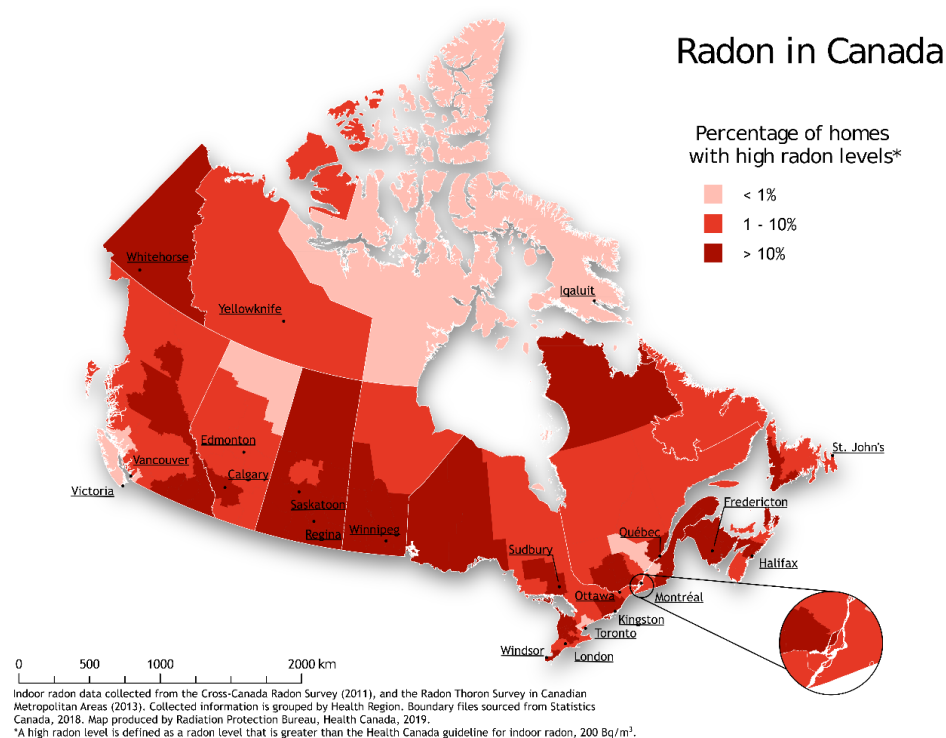 Radon in Canada
Percentage of homes
with high radon levels*
< 1%
1 - 10%
> 10%
Whitehorse
Yellowknife
Iqaluit
Edmonton
Vancouver
Calgary
Victoria
Saskatoon
Regina
Winnipeg
St. John's
Fredericton
Québec
Halifax
Sudbury
Ottawa
Montréal
Kingston
Toronto
Windsor
London
0 500 1000 2000 km
Indoor radon data collected from the Cross-Canada Radon Survey (2011), and the Radon Thoron Survey in Canadian
Metropolitan Areas (2013). Collected information is grouped by Health Region. Boundary files sourced from Statistics
Canada, 2018. Map produced by Radiation Protection Bureau, Health Canada, 2019.
*A high radon level is defined as a radon level that is greater than the Health Canada guideline for indoor radon, 200 Bq/m³.